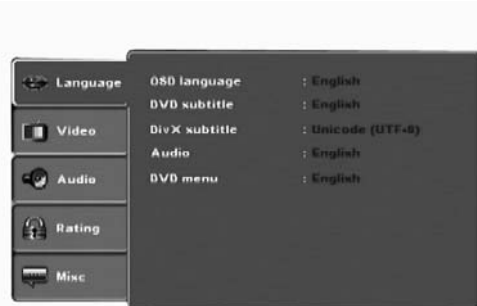 Language
Video
Audio
Rating
Misc
OSD language : English
DVD subtitle : English
DivX subtitle : Unicode (UTF-8)
Audio : English
DVD menu : English